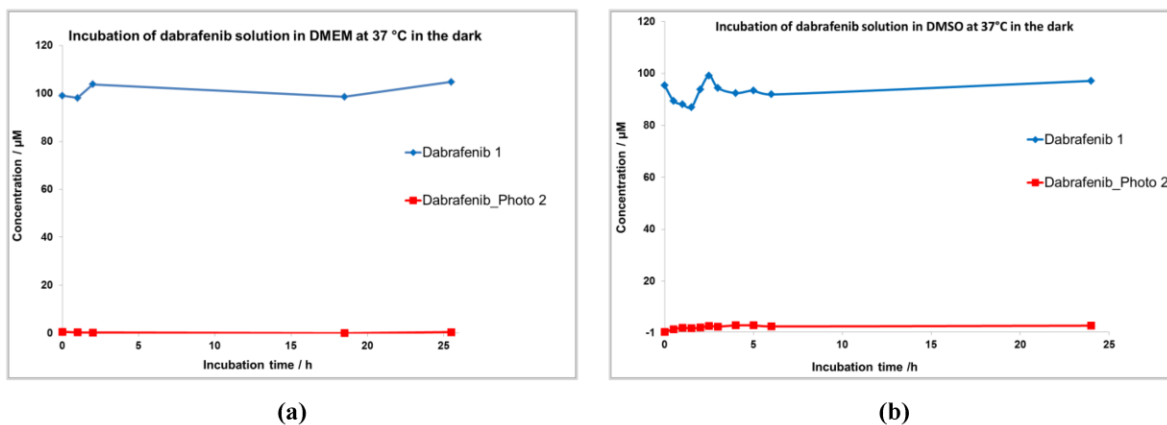 Incubation of dabrafenib solution in DMEM at 37 °C in the dark
120
100
80
60
40
20
0
Concentration / µM
Dabrafenib 1
Dabrafenib_Photo 2
0 5 10 15 20 25
Incubation time / h
(a)
Incubation of dabrafenib solution in DMSO at 37°C in the dark
120
100
80
60
40
20
-1
Concentration / µM
Dabrafenib 1
Dabrafenib_Photo 2
0 5 10 15 20 25
Incubation time /h
(b)